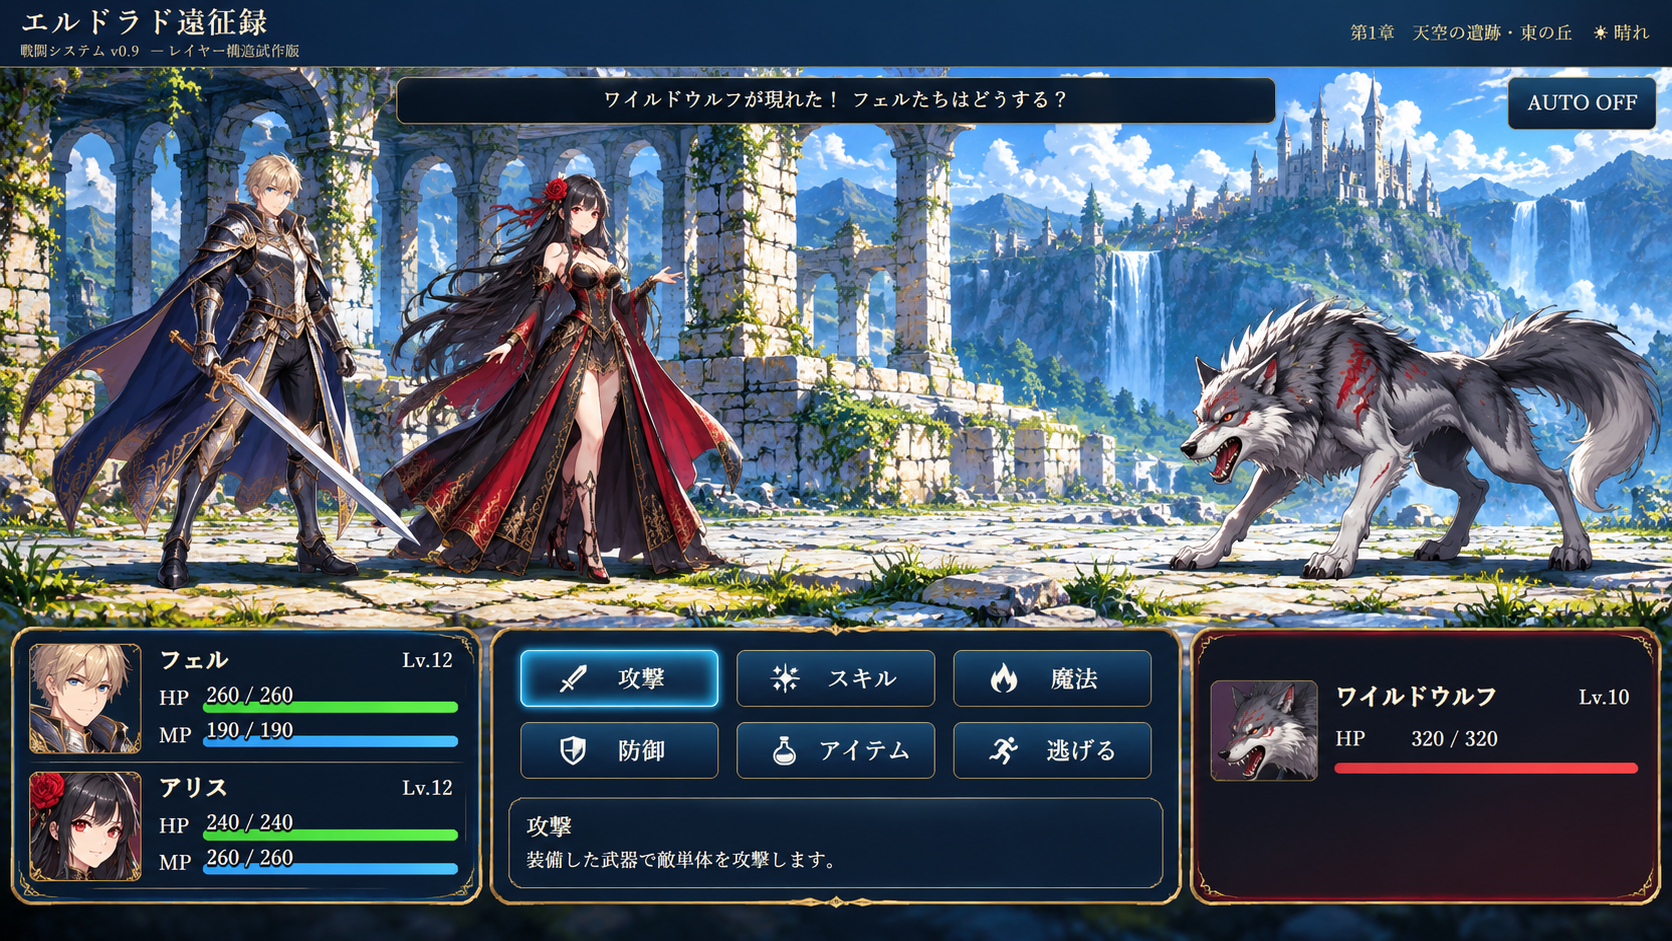 エルドラド遠征録
戦闘システム v0.9 — レイヤー構造試作版
第1章 天空の遺跡・東の丘 ☀ 晴れ
ワイルドウルフが現れた! フェルたちはどうする?
AUTO OFF
フェル Lv.12
HP 260 / 260
MP 190 / 190
アリス Lv.12
HP 240 / 240
MP 260 / 260
攻撃 スキル 魔法
防御 アイテム 逃げる
攻撃
装備した武器で敵単体を攻撃します。
ワイルドウルフ Lv.10
HP 320 / 320